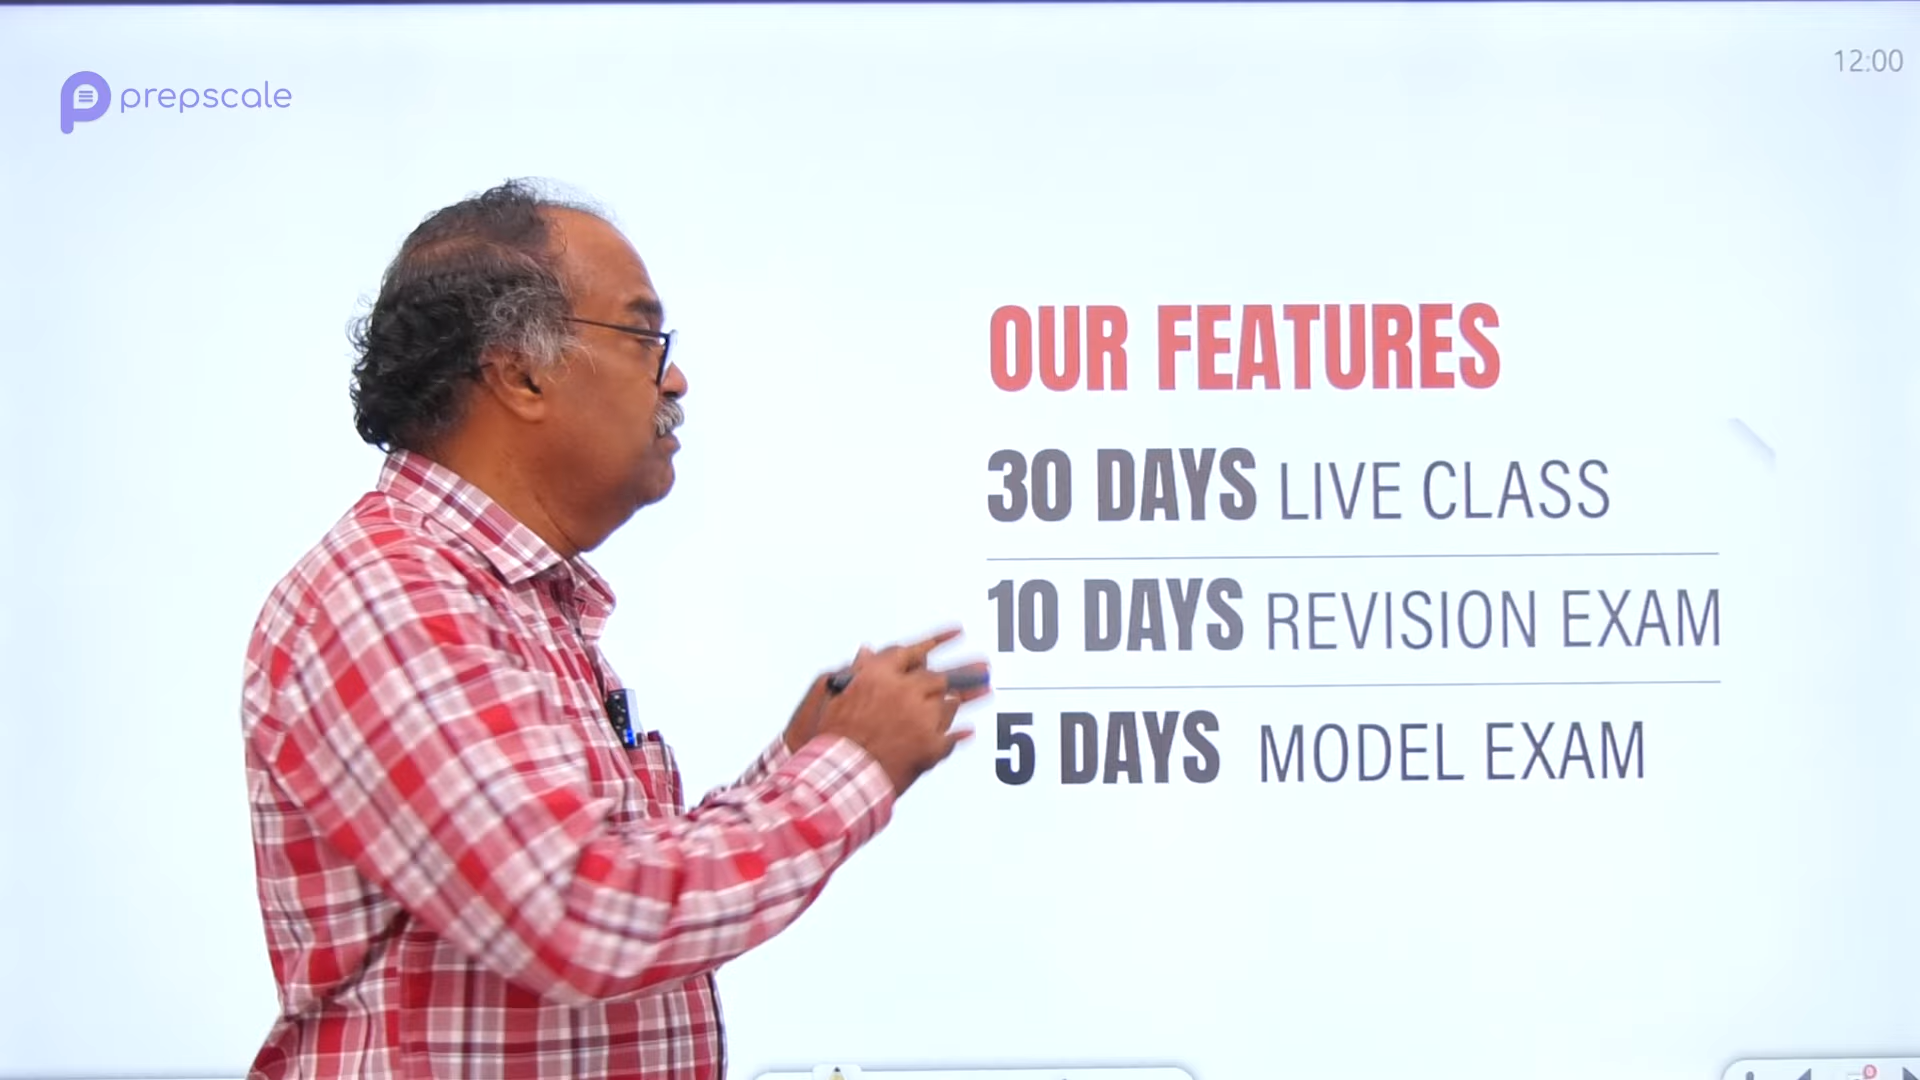 prepscale
12:00
OUR FEATURES
30 DAYS LIVE CLASS
10 DAYS REVISION EXAM
5 DAYS MODEL EXAM